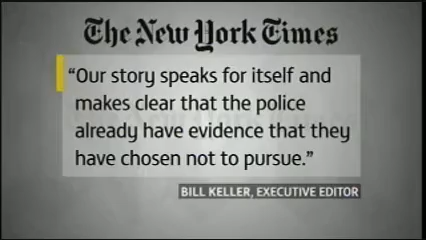 The New York Times
“Our story speaks for itself and
makes clear that the police
already have evidence that they
have chosen not to pursue.”
BILL KELLER, EXECUTIVE EDITOR